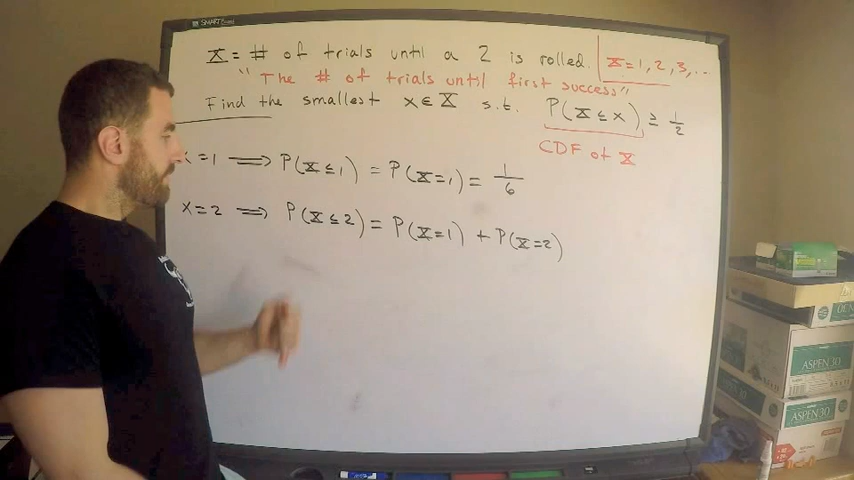 SMART
X = # of trials until a 2 is rolled. X = 1, 2, 3, ...
"The # of trials until first success"
Find the smallest x ∈ X s.t. P(X ≤ x) ≥ 1/2
CDF of X
x = 1 ⟹ P(X ≤ 1) = P(X = 1) = 1/6
x = 2 ⟹ P(X ≤ 2) = P(X = 1) + P(X = 2)
ASPEN 30
ASPEN 30